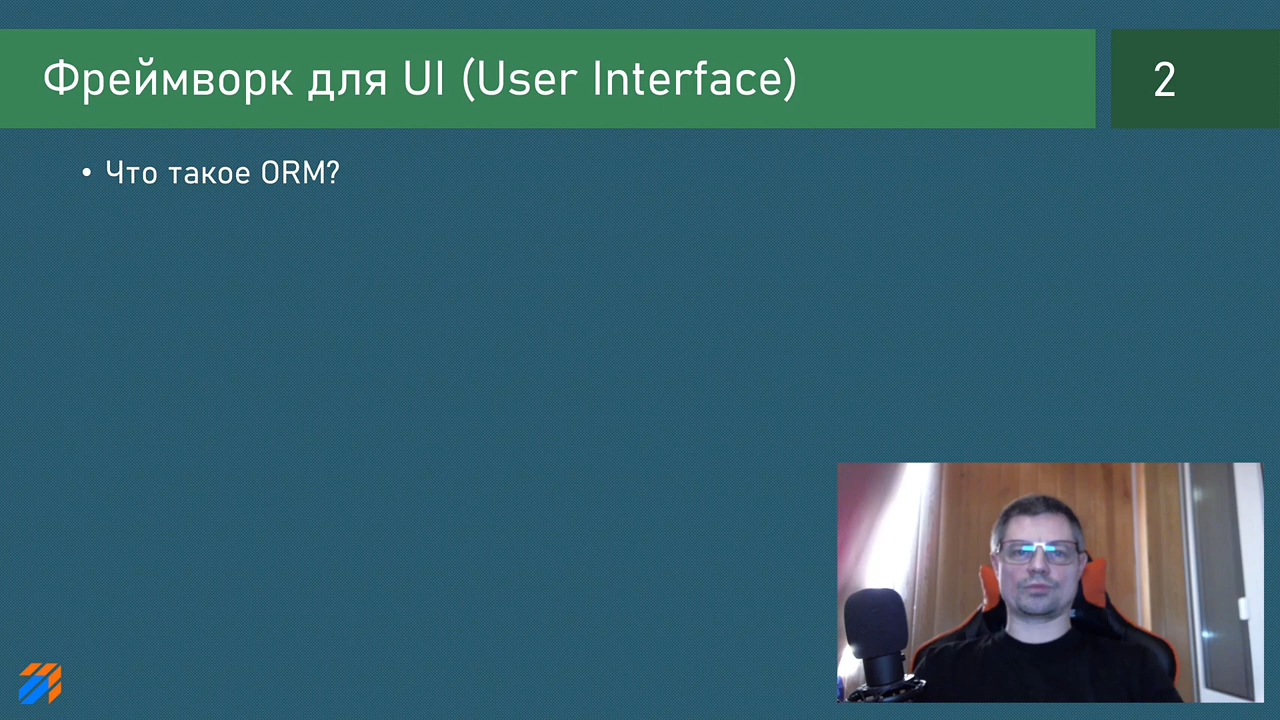 Фреймворк для UI (User Interface)
2
• Что такое ORM?